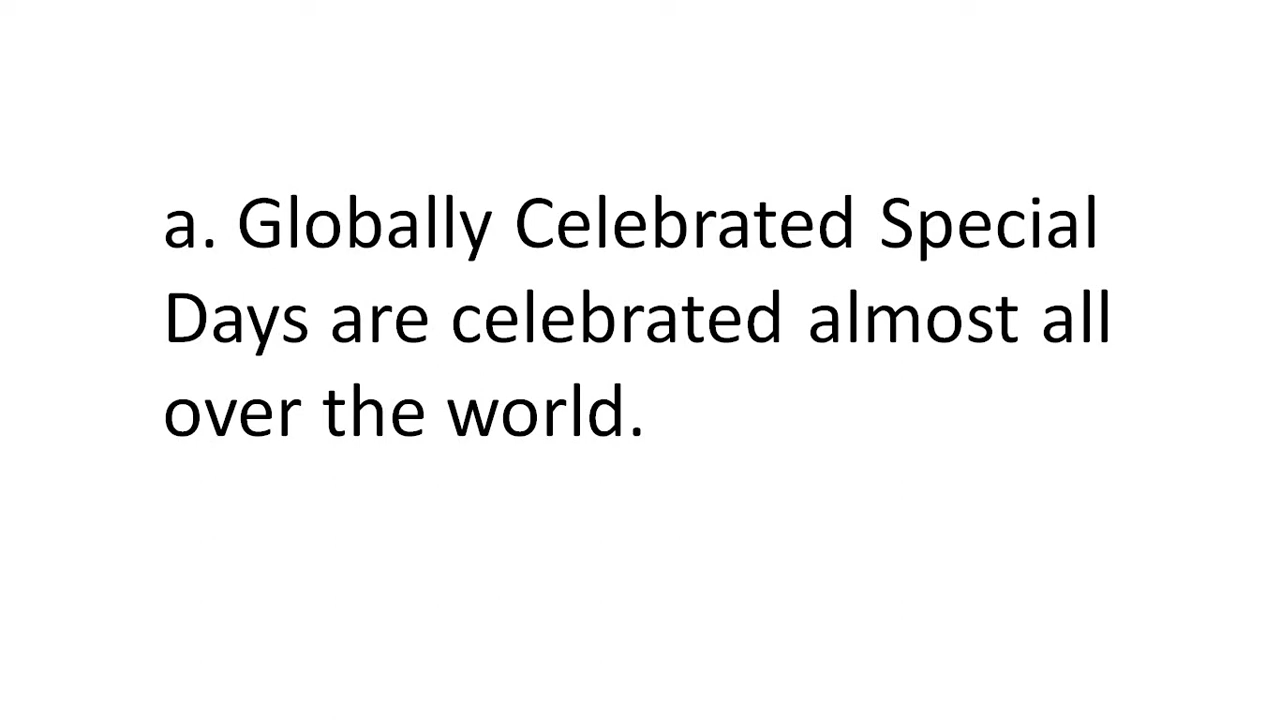 a. Globally Celebrated Special
Days are celebrated almost all
over the world.